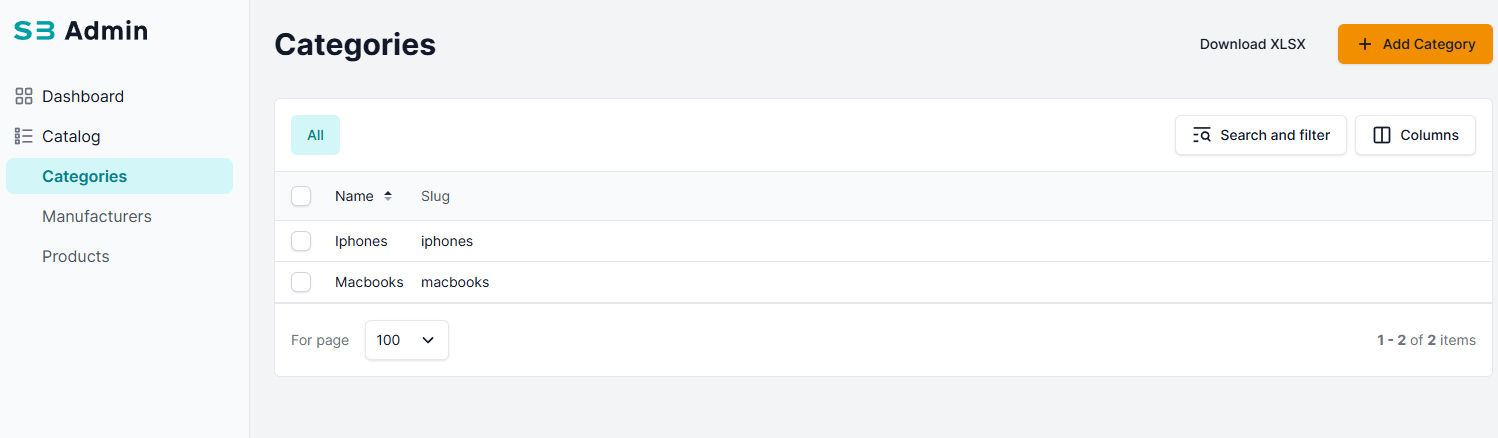 SB Admin
Dashboard
Catalog
Categories
Manufacturers
Products
Categories
Download XLSX
Add Category
All
Search and filter
Columns
Name Slug
Iphones iphones
Macbooks macbooks
For page 100
1 - 2 of 2 items